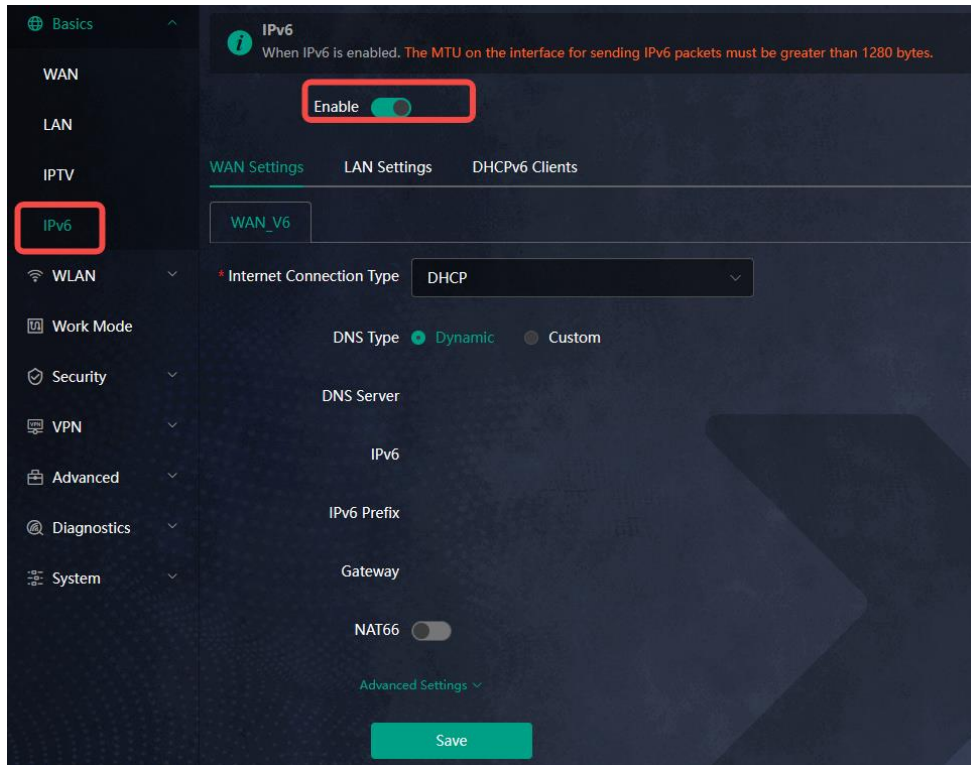 Basics
WAN
LAN
IPTV
IPv6
WLAN
Work Mode
Security
VPN
Advanced
Diagnostics
System
IPv6
When IPv6 is enabled. The MTU on the interface for sending IPv6 packets must be greater than 1280 bytes.
Enable
WAN Settings LAN Settings DHCPv6 Clients
WAN_V6
* Internet Connection Type DHCP
DNS Type Dynamic Custom
DNS Server
IPv6
IPv6 Prefix
Gateway
NAT66
Advanced Settings
Save